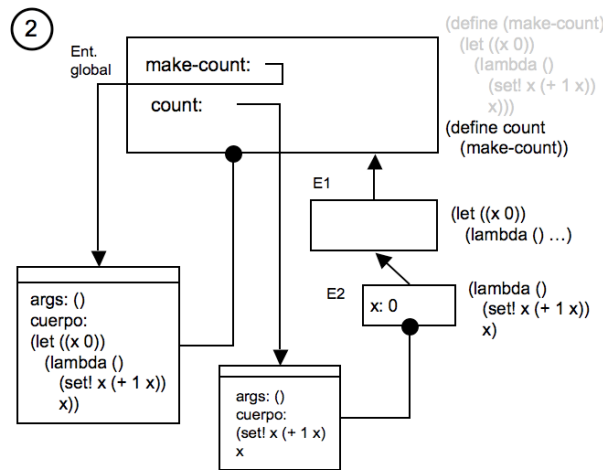 2
Ent.
global
make-count:
count:
(define (make-count)
(let ((x 0))
(lambda ()
(set! x (+ 1 x))
x)))
(define count
(make-count))
E1
(let ((x 0))
(lambda () …)
E2
x: 0
(lambda ()
(set! x (+ 1 x))
x)
args: ()
cuerpo:
(let ((x 0))
(lambda ()
(set! x (+ 1 x))
x))
args: ()
cuerpo:
(set! x (+ 1 x)
x